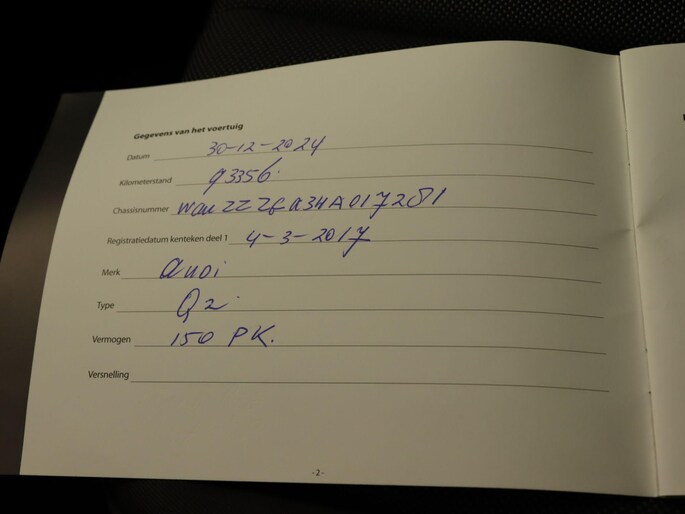 Gegevens van het voertuig
Datum 30-12-2024
Kilometerstand 93356
Chassisnummer
Registratiedatum kenteken deel 1 4-3-2017
Merk audi
Type Q2
Vermogen 150 PK.
Versnelling
-2-